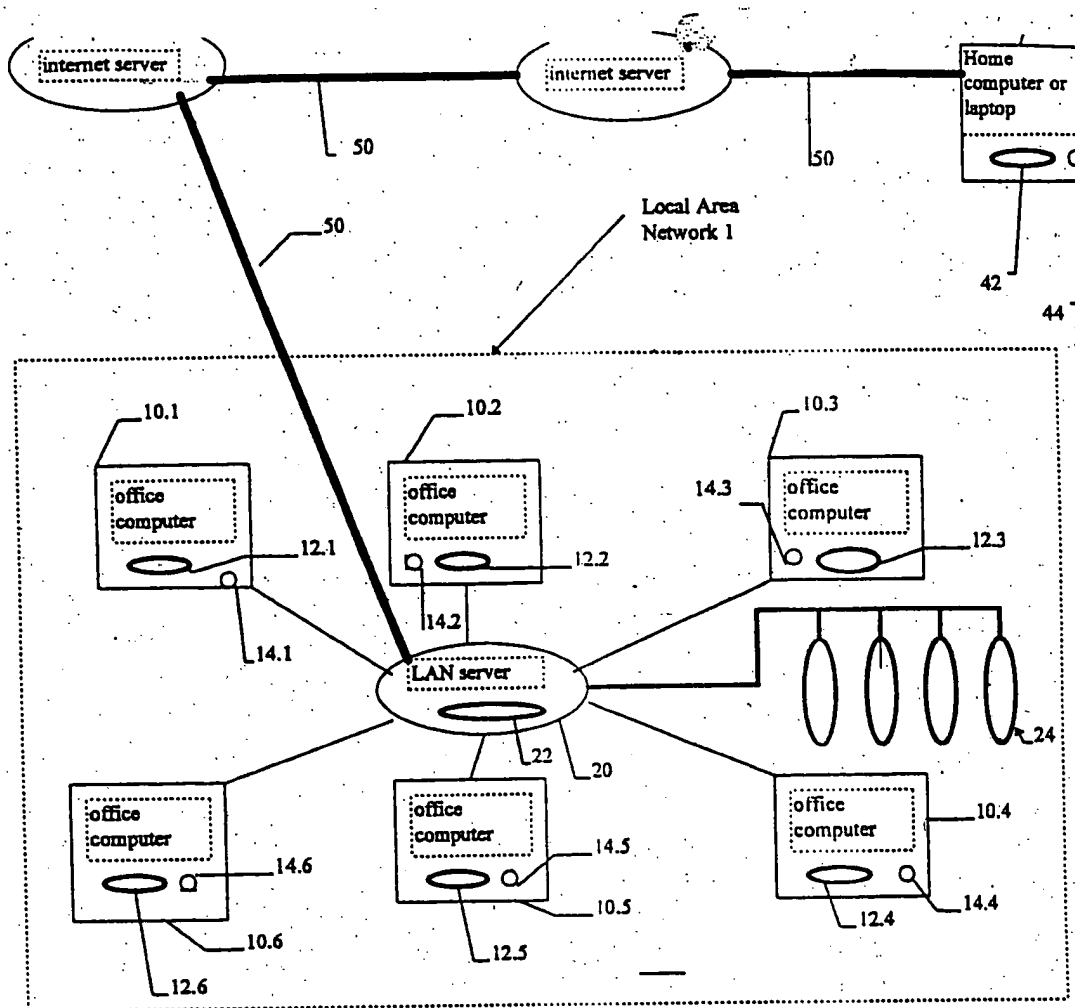 internet server
internet server
Home
computer or
laptop
50
50
50
Local Area
Network 1
42
44
10.1
10.2
10.3
office
computer
office
computer
14.3
office
computer
12.1
12.2
12.3
14.2
14.1
LAN server
22
20
24
office
computer
office
computer
office
computer
10.4
14.6
14.5
10.5
12.4
14.4
10.6
12.5
12.6